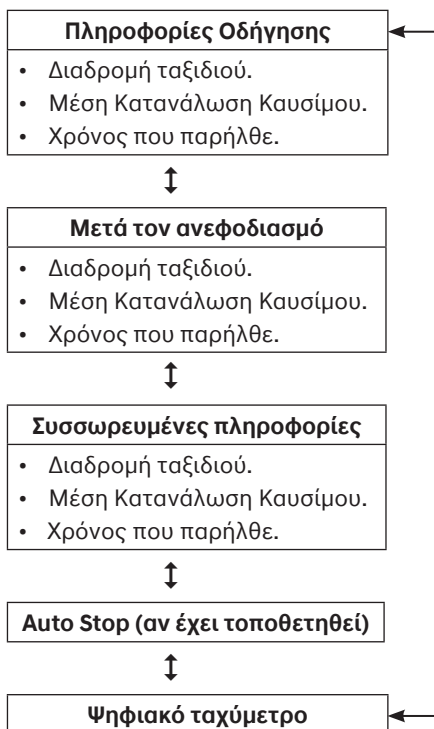 Πληροφορίες Οδήγησης
• Διαδρομή ταξιδιού.
• Μέση Κατανάλωση Καυσίμου.
• Χρόνος που παρήλθε.
Μετά τον ανεφοδιασμό
• Διαδρομή ταξιδιού.
• Μέση Κατανάλωση Καυσίμου.
• Χρόνος που παρήλθε.
Συσσωρευμένες πληροφορίες
• Διαδρομή ταξιδιού.
• Μέση Κατανάλωση Καυσίμου.
• Χρόνος που παρήλθε.
Auto Stop (αν έχει τοποθετηθεί)
Ψηφιακό ταχύμετρο